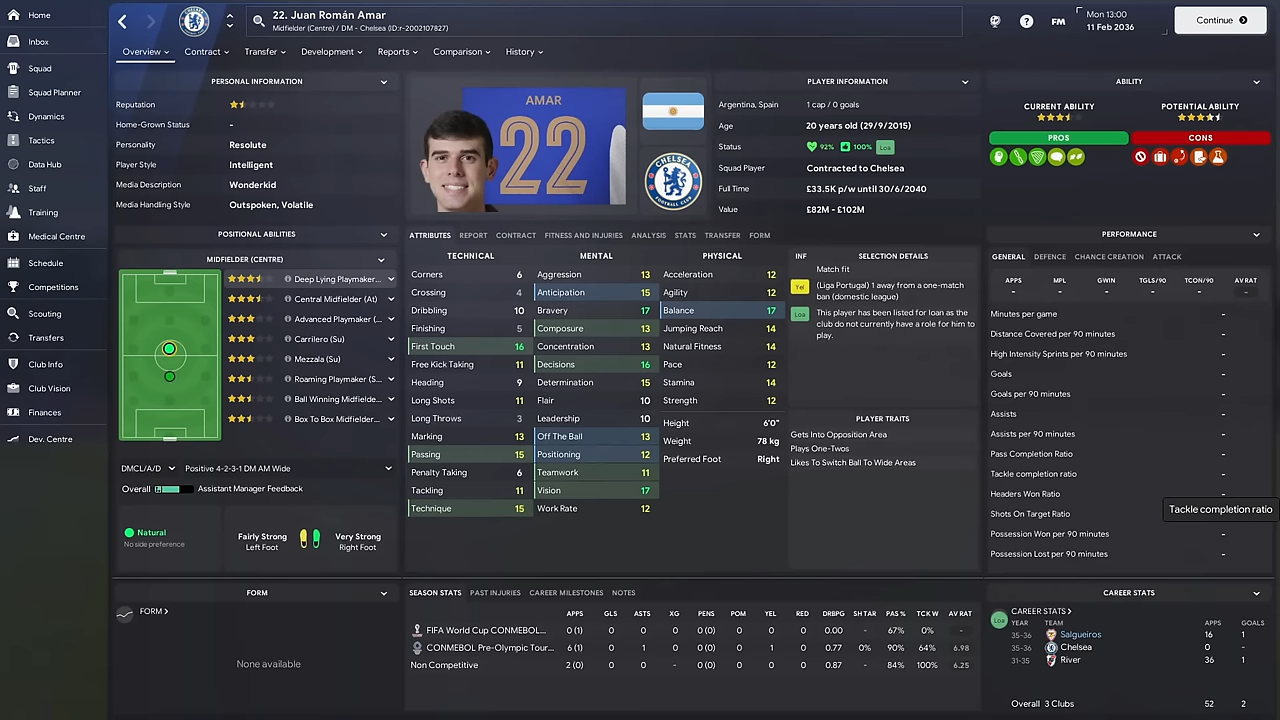 Home
Inbox
Squad
Squad Planner
Dynamics
Tactics
Data Hub
Staff
Training
Medical Centre
Schedule
Competitions
Scouting
Transfers
Club Info
Club Vision
Finances
Dev. Centre
22. Juan Román Amar
Midfielder (Centre) / DM - Chelsea (ID:r-2002107827)
FM
Mon 13:00
11 Feb 2036
Continue
Overview Contract Transfer Development Reports Comparison History
PERSONAL INFORMATION
Reputation
Home-Grown Status -
Personality Resolute
Player Style Intelligent
Media Description Wonderkid
Media Handling Style Outspoken, Volatile
AMAR
22
CHELSEA
FOOTBALL CLUB
PLAYER INFORMATION
Argentina, Spain 1 cap / 0 goals
Age 20 years old (29/9/2015)
Status 92% 100% Loa
Squad Player Contracted to Chelsea
Full Time £33.5K p/w until 30/6/2040
Value £82M - £102M
ABILITY
CURRENT ABILITY POTENTIAL ABILITY
PROS CONS
POSITIONAL ABILITIES
MIDFIELDER (CENTRE)
Deep Lying Playmaker...
Central Midfielder (At)
Advanced Playmaker (...
Carrilero (Su)
Mezzala (Su)
Roaming Playmaker (S...
Ball Winning Midfielde...
Box To Box Midfielder...
DMCL/A/D Positive 4-2-3-1 DM AM Wide
Overall Assistant Manager Feedback
Natural
No side preference
Fairly Strong
Left Foot
Very Strong
Right Foot
ATTRIBUTES REPORT CONTRACT FITNESS AND INJURIES ANALYSIS STATS TRANSFER FORM
TECHNICAL
Corners 6
Crossing 4
Dribbling 10
Finishing 5
First Touch 16
Free Kick Taking 11
Heading 9
Long Shots 11
Long Throws 3
Marking 13
Passing 15
Penalty Taking 6
Tackling 11
Technique 15
MENTAL
Aggression 13
Anticipation 15
Bravery 17
Composure 13
Concentration 13
Decisions 16
Determination 15
Flair 10
Leadership 10
Off The Ball 13
Positioning 12
Teamwork 11
Vision 17
Work Rate 12
PHYSICAL
Acceleration 12
Agility 12
Balance 17
Jumping Reach 14
Natural Fitness 14
Pace 12
Stamina 14
Strength 12
Height 6'0"
Weight 78 kg
Preferred Foot Right
INF SELECTION DETAILS
Match fit
Yel (Liga Portugal) 1 away from a one-match
ban (domestic league)
Loa This player has been listed for loan as the
club do not currently have a role for him to
play.
PLAYER TRAITS
Gets Into Opposition Area
Plays One-Twos
Likes To Switch Ball To Wide Areas
PERFORMANCE
GENERAL DEFENCE CHANCE CREATION ATTACK
APPS MPL GWIN TGLS/90 TCON/90 AV RAT
- - - - - -
Minutes per game -
Distance Covered per 90 minutes -
High Intensity Sprints per 90 minutes -
Goals -
Goals per 90 minutes -
Assists -
Assists per 90 minutes -
Pass Completion Ratio -
Tackle completion ratio -
Headers Won Ratio -
Shots On Target Ratio -
Tackle completion ratio
Possession Won per 90 minutes -
Possession Lost per 90 minutes -
FORM
FORM >
None available
SEASON STATS PAST INJURIES CAREER MILESTONES NOTES
APPS GLS ASTS XG PENS POM YEL RED DRBPG SH TAR PAS % TCK W AV RAT
FIFA World Cup CONMEBOL... 0 (1) 0 0 0 0 (0) 0 0 0 0.00 - 67% 0% -
CONMEBOL Pre-Olympic Tour... 6 (1) 0 1 0 0 (0) 0 1 0 0.77 0% 90% 64% 6.98
Non Competitive 2 (0) 0 0 - 0 (0) 0 0 0 0.87 - 84% 100% 6.25
CAREER STATS
Loa CAREER STATS >
YEAR TEAM APPS GOALS
35-36 Salgueiros 16 1
35-36 Chelsea 0 -
31-35 River 36 1
Overall 3 Clubs 52 2